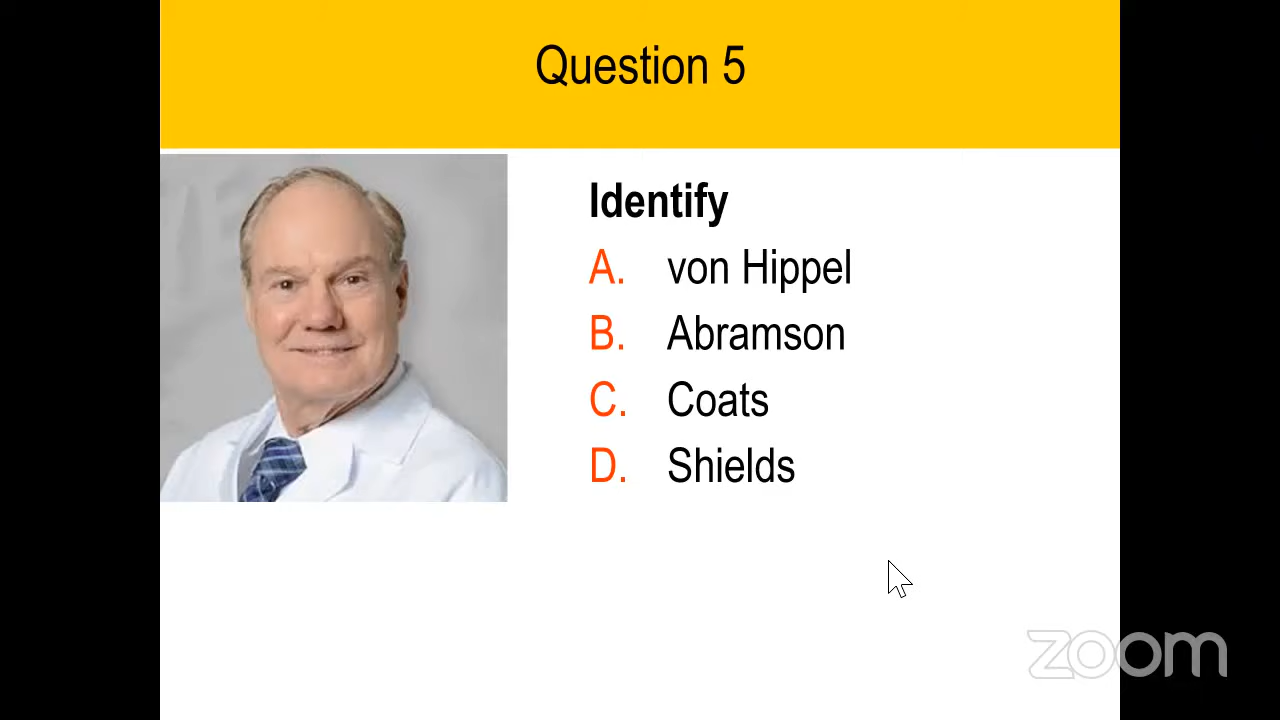 Question 5
Identify
A. von Hippel
B. Abramson
C. Coats
D. Shields
zoom